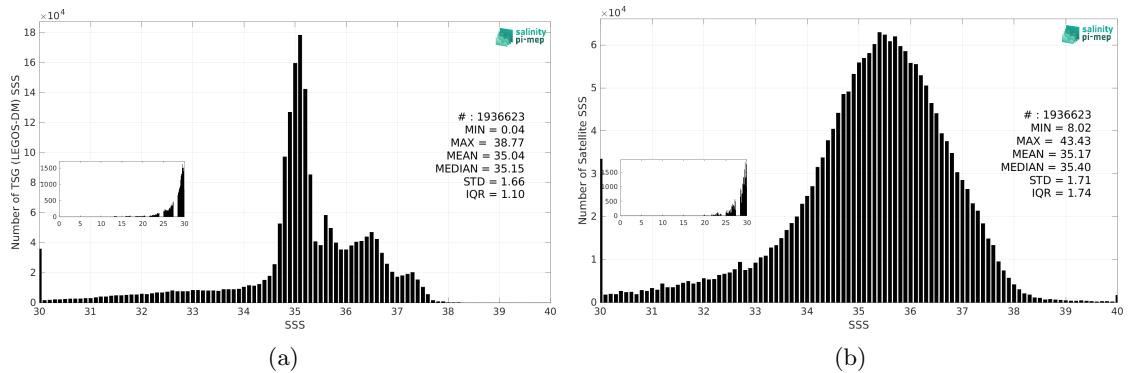 ×10⁴
18
16
14
12
10
8
6
4
2
0
Number of TSG (LEGOS-DM) SSS
salinity
pi-mep
# : 1936623
MIN = 0.04
MAX = 38.77
MEAN = 35.04
MEDIAN = 35.15
STD = 1.66
IQR = 1.10
1500
1000
500
0
0 5 10 15 20 25 30
30 31 32 33 34 35 36 37 38 39 40
SSS
(a)
×10⁴
6
5
4
3
2
1
0
Number of Satellite SSS
salinity
pi-mep
# : 1936623
MIN = 8.02
MAX = 43.43
MEAN = 35.17
MEDIAN = 35.40
STD = 1.71
IQR = 1.74
1500
1000
500
0
0 5 10 15 20 25 30
30 31 32 33 34 35 36 37 38 39 40
SSS
(b)